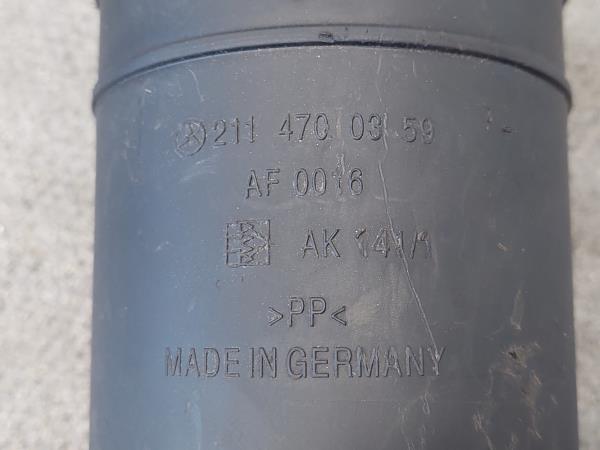 211 470 03 59
AF 0016
AK 141/1
>PP<
MADE IN GERMANY